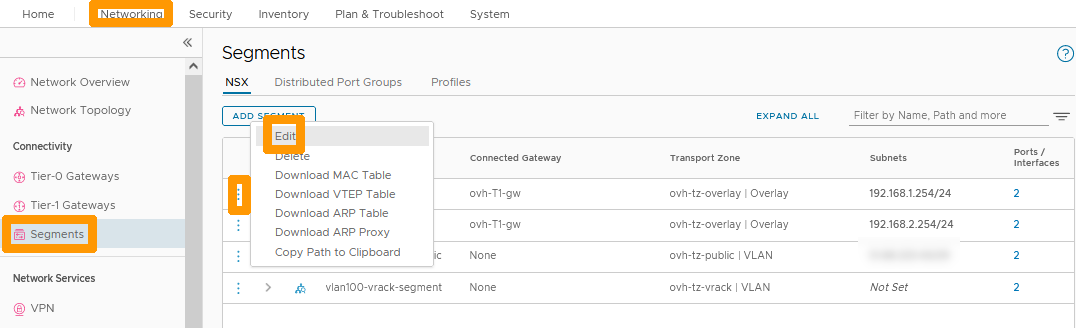 Home Networking Security Inventory Plan & Troubleshoot System
Segments
Network Overview
Network Topology
Connectivity
Tier-0 Gateways
Tier-1 Gateways
Segments
Network Services
VPN
NSX Distributed Port Groups Profiles
ADD SEGMENT EXPAND ALL Filter by Name, Path and more
Edit
Delete
Download MAC Table
Download VTEP Table
Download ARP Table
Download ARP Proxy
Copy Path to Clipboard
Connected Gateway Transport Zone Subnets Ports / Interfaces
ovh-T1-gw ovh-tz-overlay | Overlay 192.168.1.254/24 2
ovh-T1-gw ovh-tz-overlay | Overlay 192.168.2.254/24 2
ic None ovh-tz-public | VLAN 2
vlan100-vrack-segment None ovh-tz-vrack | VLAN Not Set 2